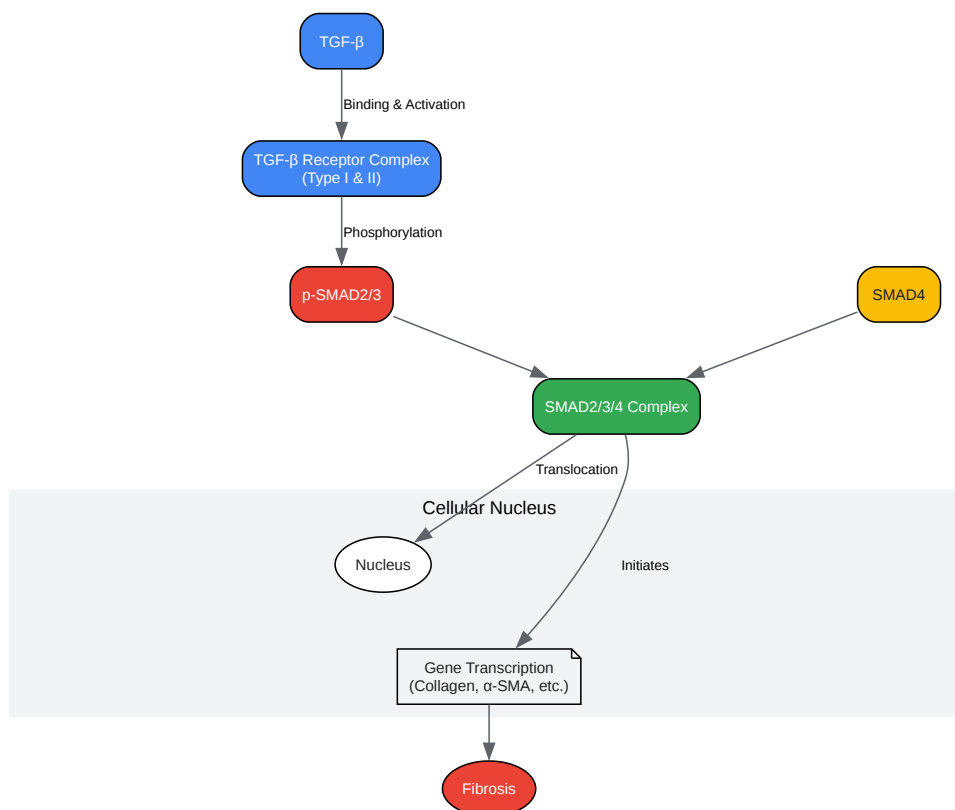 TGF-β
Binding & Activation
TGF-β Receptor Complex
(Type I & II)
Phosphorylation
p-SMAD2/3
SMAD4
SMAD2/3/4 Complex
Translocation
Cellular Nucleus
Nucleus
Initiates
Gene Transcription
(Collagen, α-SMA, etc.)
Fibrosis